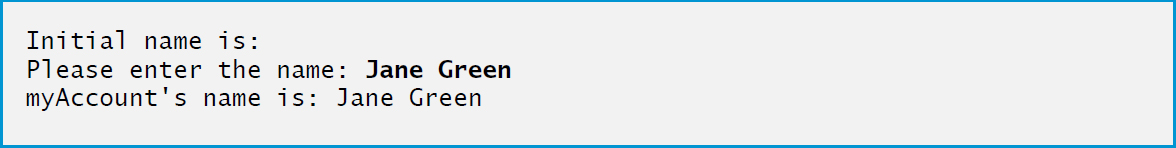 Initial name is:
Please enter the name: Jane Green
myAccount's name is: Jane Green